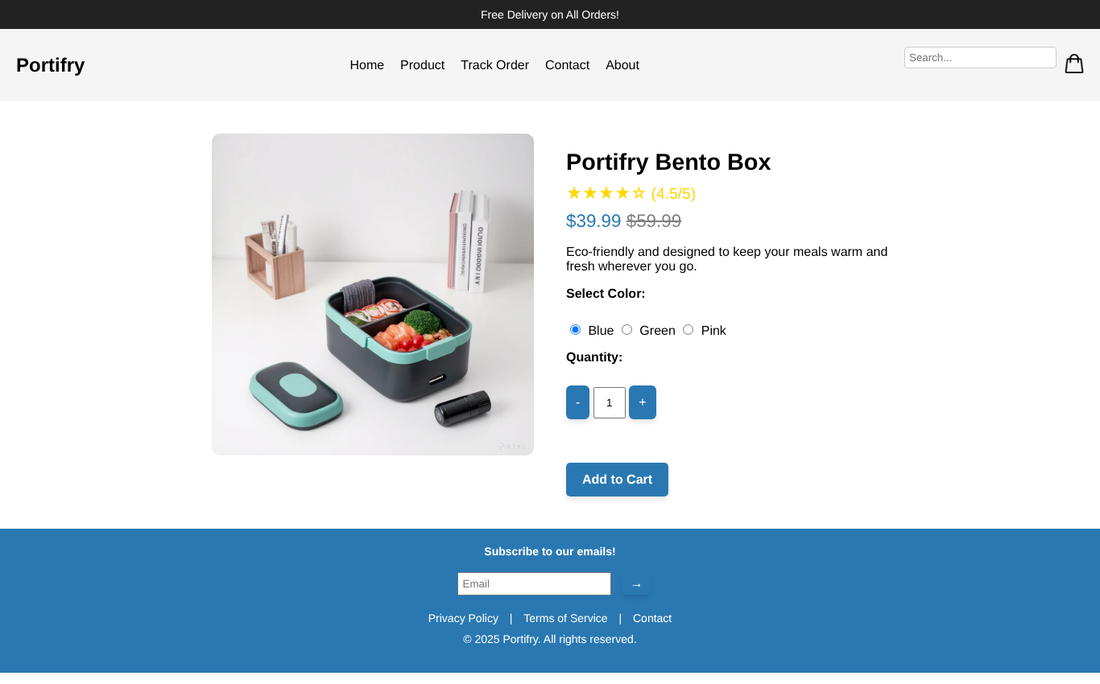 Free Delivery on All Orders!
Portifry
Home Product Track Order Contact About
Search...
Portifry Bento Box
★★★★☆ (4.5/5)
$39.99 $59.99
Eco-friendly and designed to keep your meals warm and
fresh wherever you go.
Select Color:
Blue Green Pink
Quantity:
- 1 +
Add to Cart
Subscribe to our emails!
Email →
Privacy Policy | Terms of Service | Contact
© 2025 Portifry. All rights reserved.